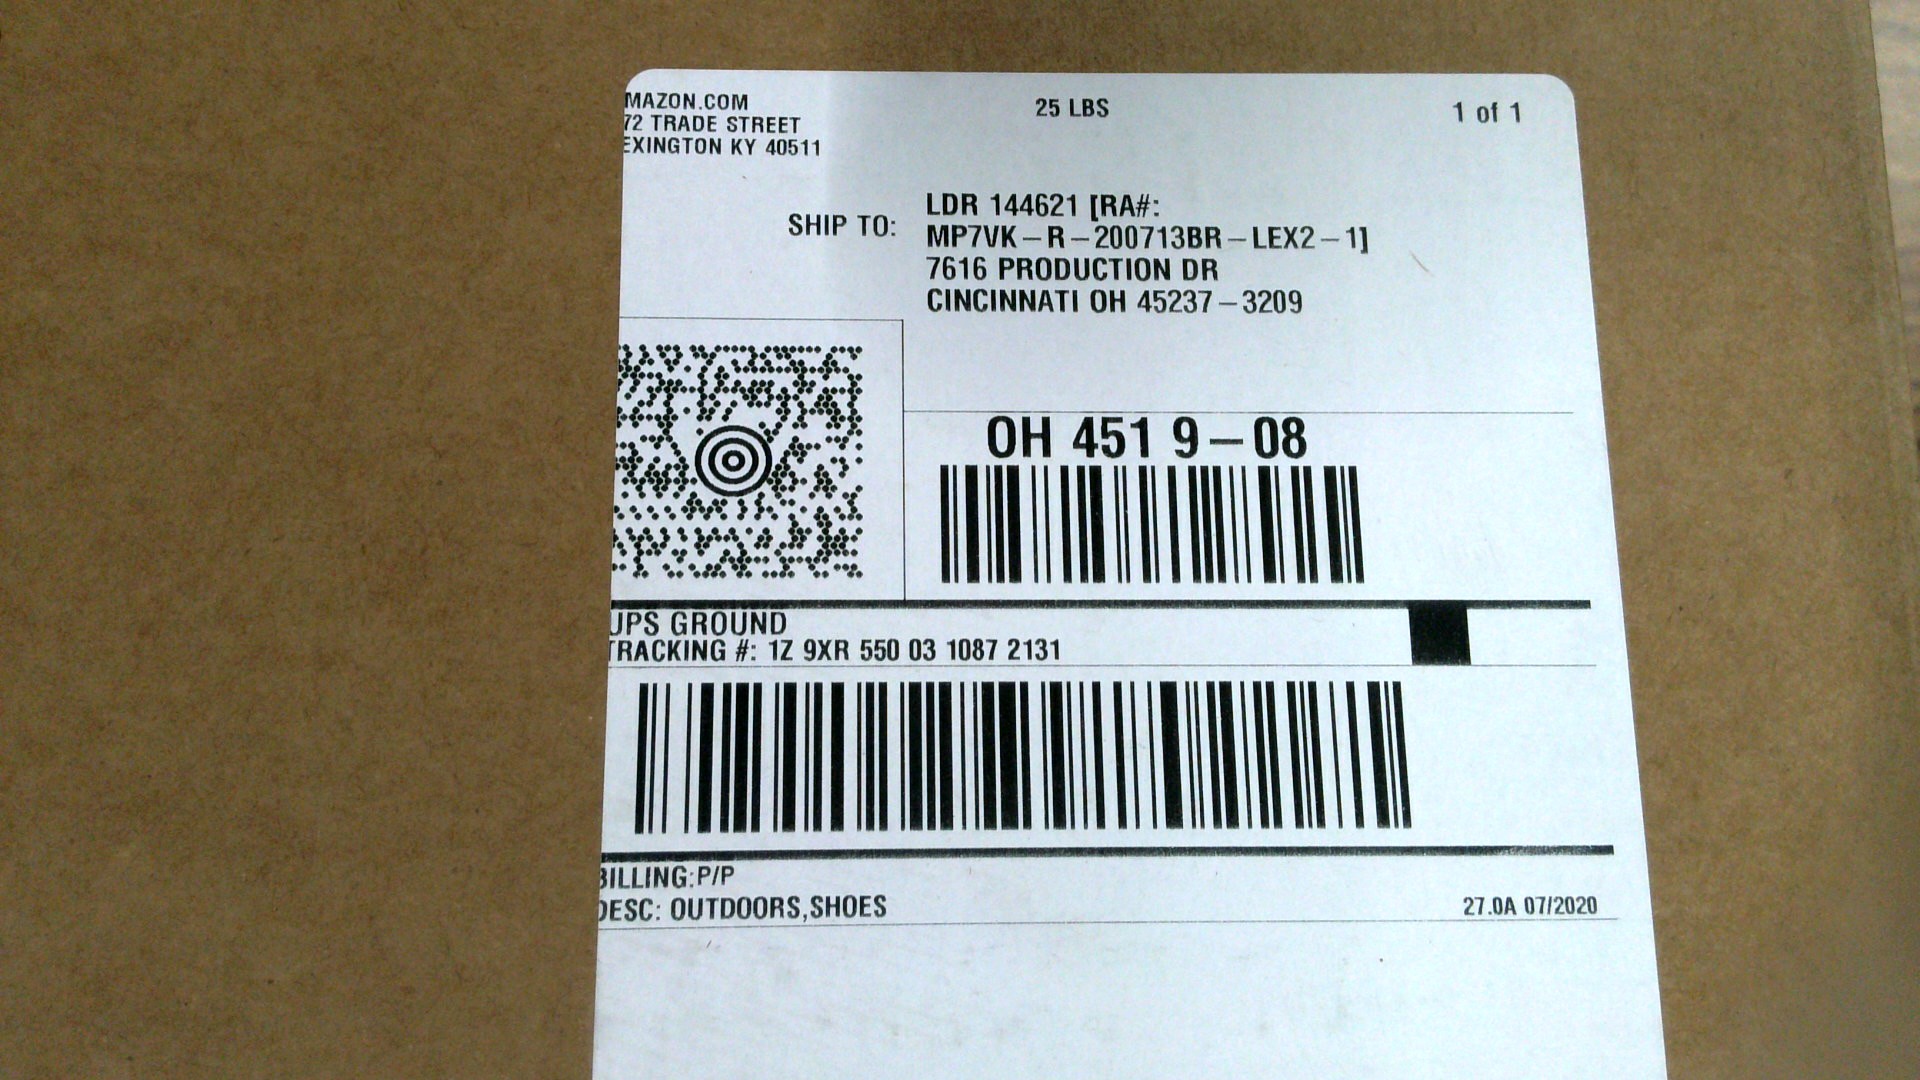 MAZON.COM
72 TRADE STREET
EXINGTON KY 40511
25 LBS
1 of 1
SHIP TO:
LDR 144621 [RA#:
MP7VK-R-200713BR-LEX2-1]
7616 PRODUCTION DR
CINCINNATI OH 45237-3209
OH 451 9-08
UPS GROUND
TRACKING #: 1Z 9XR 550 03 1087 2131
BILLING:P/P
DESC: OUTDOORS,SHOES
27.0A 07/2020